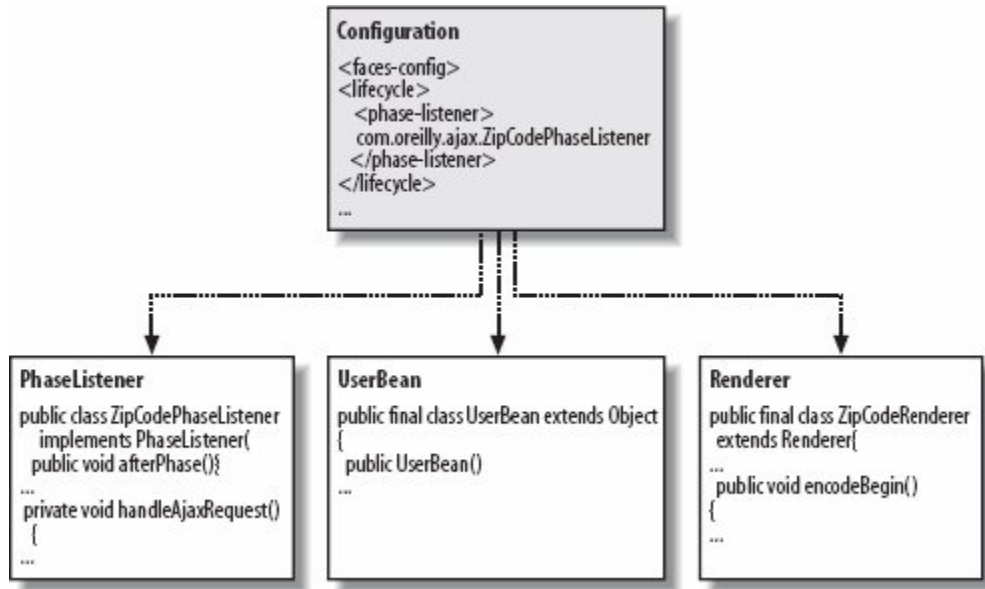 Configuration
<faces-config>
<lifecycle>
<phase-listener>
com.oreilly.ajax.ZipCodePhaseListener
</phase-listener>
</lifecycle>
...
PhaseListener
public class ZipCodePhaseListener
implements PhaseListener(
public void afterPhase()}
...
private void handleAjaxRequest()
{
...
UserBean
public final class UserBean extends Object
{
public UserBean()
...
Renderer
public final class ZipCodeRenderer
extends Renderer{
...
public void encodeBegin()
{
...